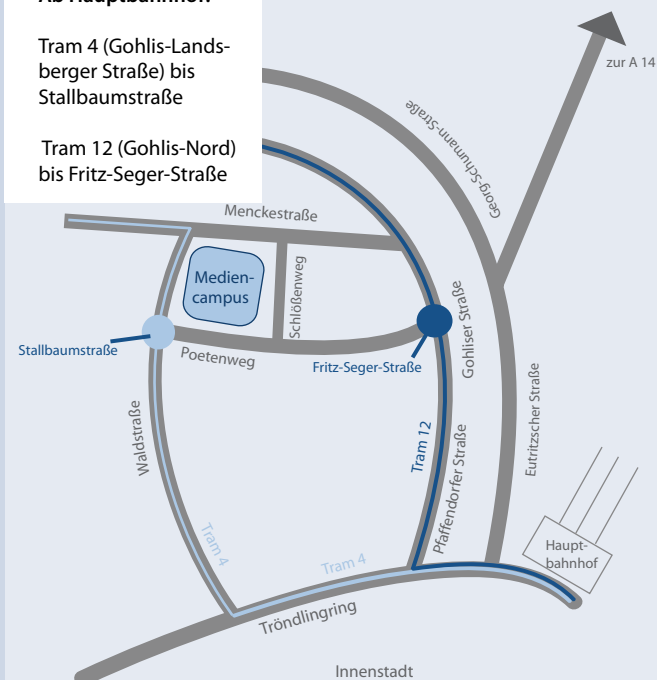 Ab Hauptbahnhof:
Tram 4 (Gohlis-Lands-
berger Straße) bis
Stallbaumstraße
Tram 12 (Gohlis-Nord)
bis Fritz-Seger-Straße
zur A 14
Georg-Schumann-Straße
Menckestraße
Medien-
campus
Schlößenweg
Gohliser Straße
Stallbaumstraße
Poetenweg
Fritz-Seger-Straße
Waldstraße
Tram 12
Pfaffendorfer Straße
Eutritzscher Straße
Haupt-
bahnhof
Tram 4
Tram 4
Tröndlingring
Innenstadt